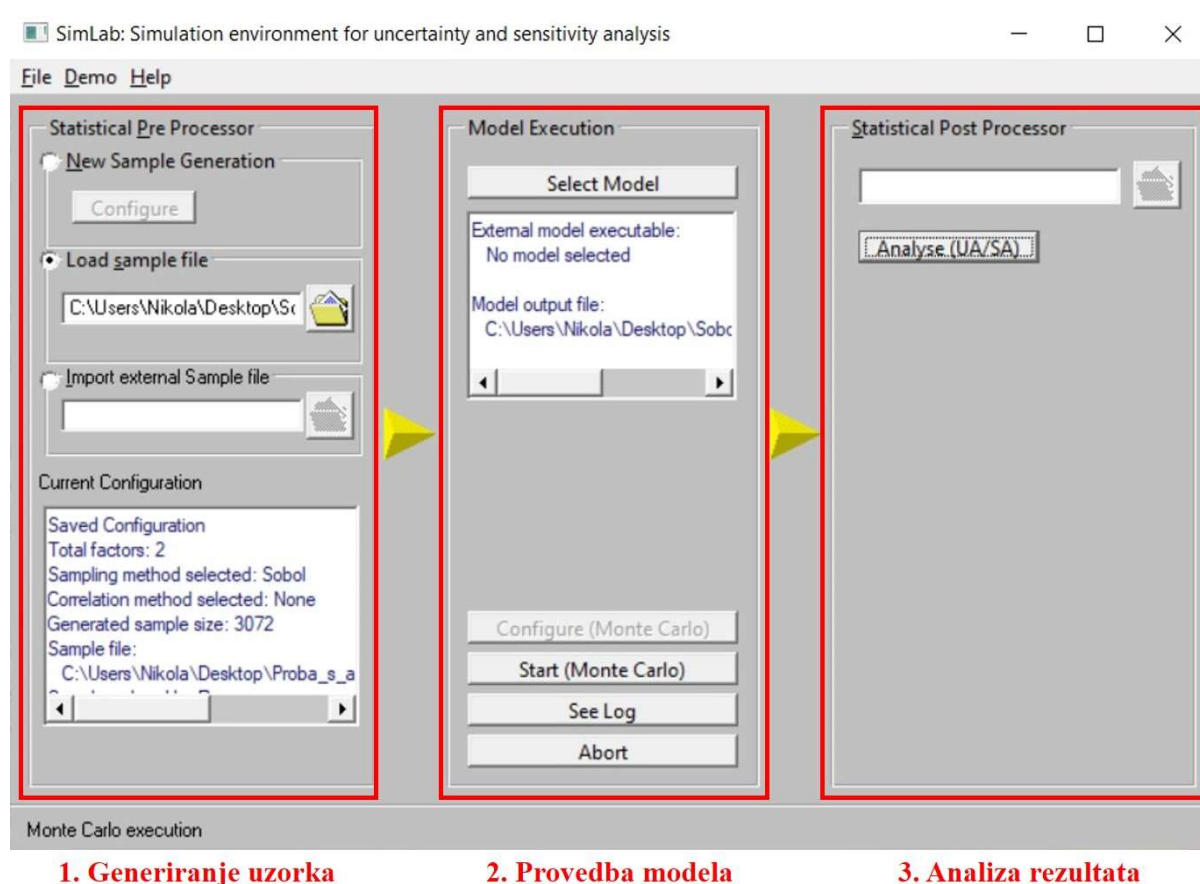 SimLab: Simulation environment for uncertainty and sensitivity analysis
File Demo Help
Statistical Pre Processor
New Sample Generation
Configure
Load sample file
C:\Users\Nikola\Desktop\Sc
Import external Sample file
Current Configuration
Saved Configuration
Total factors: 2
Sampling method selected: Sobol
Correlation method selected: None
Generated sample size: 3072
Sample file:
C:\Users\Nikola\Desktop\Proba_s_a
Model Execution
Select Model
External model executable:
No model selected
Model output file:
C:\Users\Nikola\Desktop\Sobo
Configure (Monte Carlo)
Start (Monte Carlo)
See Log
Abort
Statistical Post Processor
Analyse (UA/SA)
Monte Carlo execution
1. Generiranje uzorka
2. Provedba modela
3. Analiza rezultata